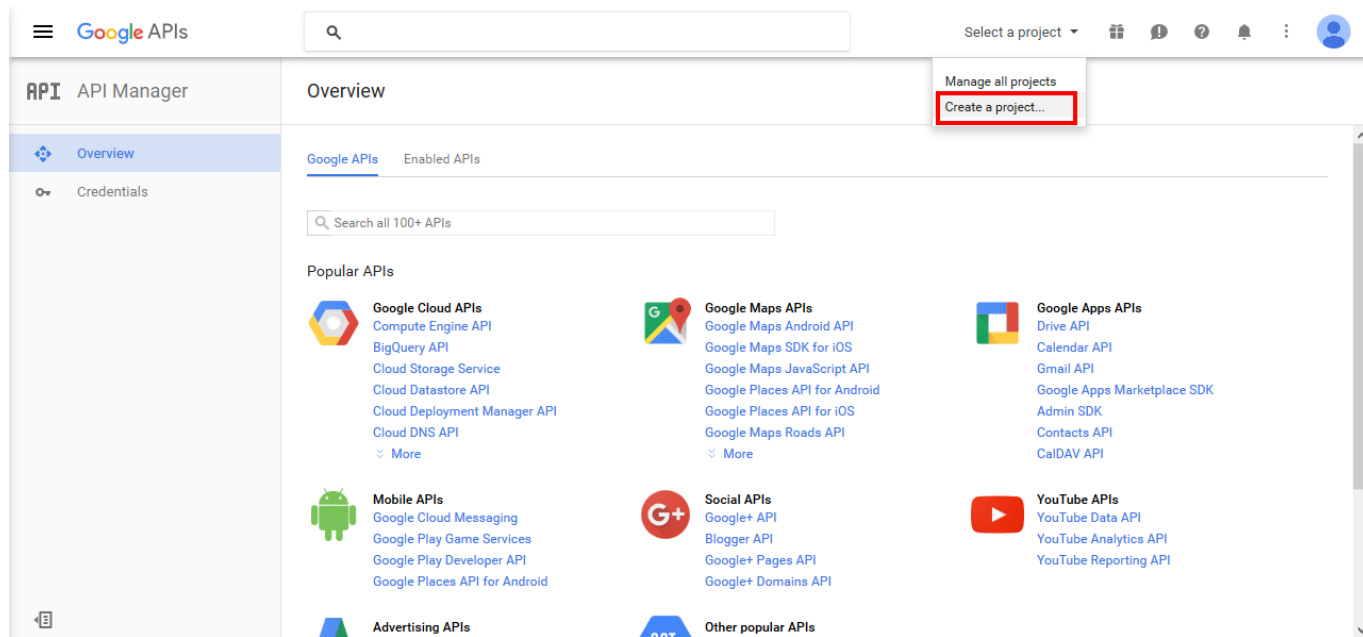 Google APIs
Select a project
API API Manager
Overview
Manage all projects
Create a project...
Overview
Credentials
Google APIs Enabled APIs
Search all 100+ APIs
Popular APIs
Google Cloud APIs
Compute Engine API
BigQuery API
Cloud Storage Service
Cloud Datastore API
Cloud Deployment Manager API
Cloud DNS API
More
Google Maps APIs
Google Maps Android API
Google Maps SDK for iOS
Google Maps JavaScript API
Google Places API for Android
Google Places API for iOS
Google Maps Roads API
More
Google Apps APIs
Drive API
Calendar API
Gmail API
Google Apps Marketplace SDK
Admin SDK
Contacts API
CalDAV API
Mobile APIs
Google Cloud Messaging
Google Play Game Services
Google Play Developer API
Google Places API for Android
G+
Social APIs
Google+ API
Blogger API
Google+ Pages API
Google+ Domains API
YouTube APIs
YouTube Data API
YouTube Analytics API
YouTube Reporting API
Advertising APIs
API
Other popular APIs